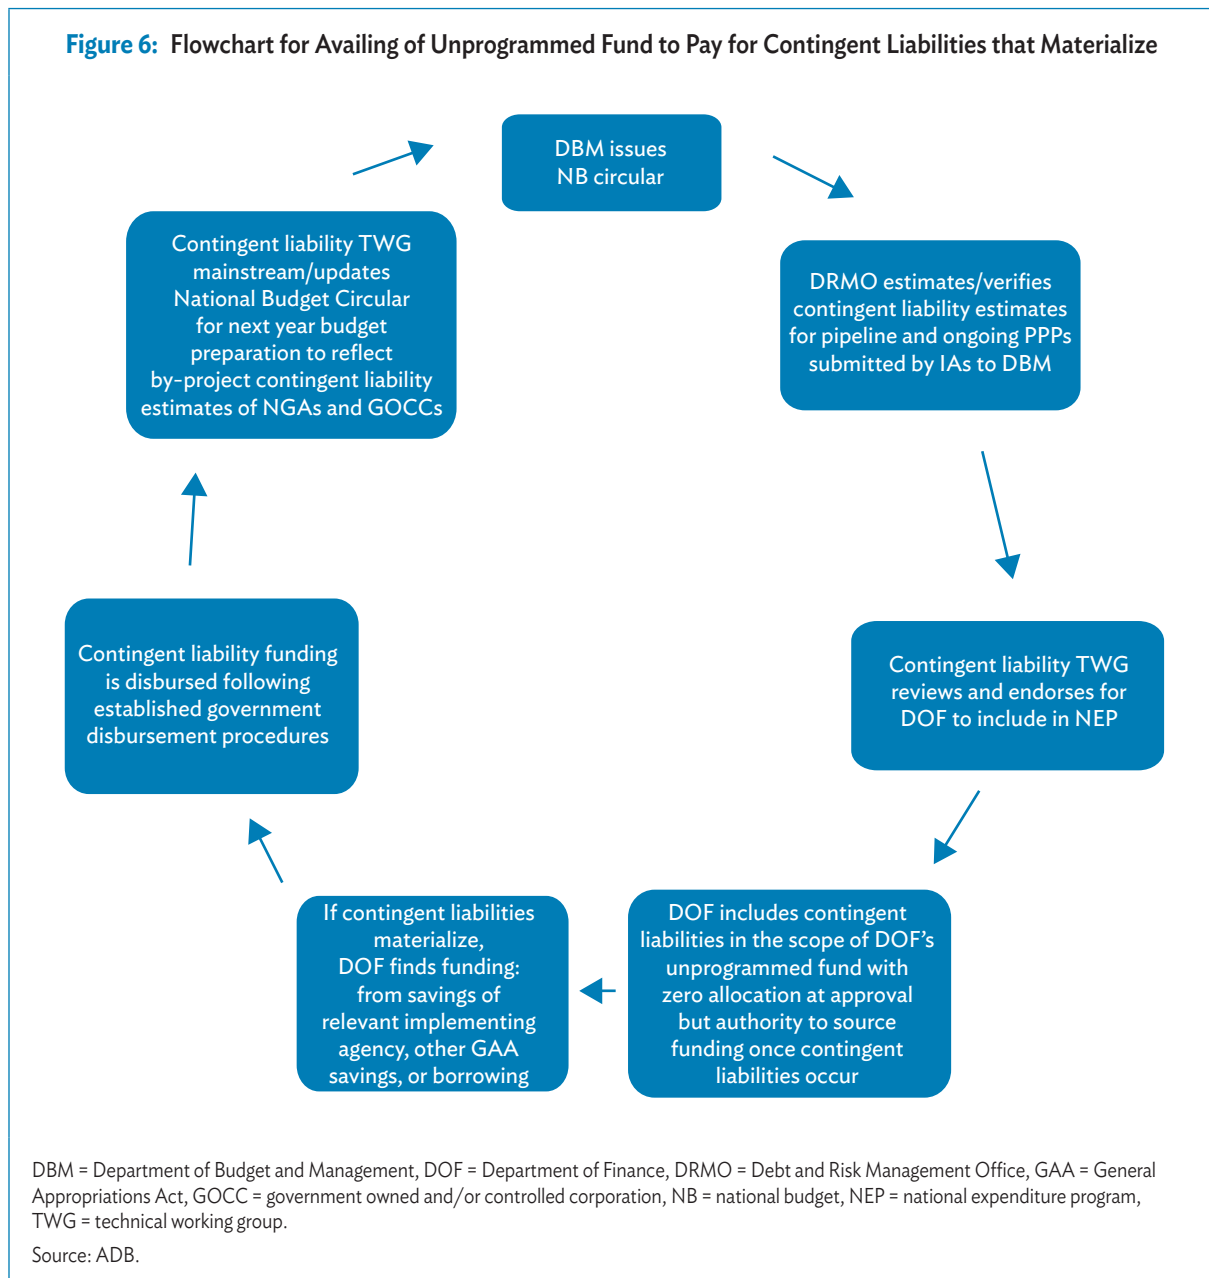 Figure 6: Flowchart for Availing of Unprogrammed Fund to Pay for Contingent Liabilities that Materialize
DBM issues
NB circular
DRMO estimates/verifies
contingent liability estimates
for pipeline and ongoing PPPs
submitted by IAs to DBM
Contingent liability TWG
reviews and endorses for
DOF to include in NEP
DOF includes contingent
liabilities in the scope of DOF’s
unprogrammed fund with
zero allocation at approval
but authority to source
funding once contingent
liabilities occur
If contingent liabilities
materialize,
DOF finds funding:
from savings of
relevant implementing
agency, other GAA
savings, or borrowing
Contingent liability funding
is disbursed following
established government
disbursement procedures
Contingent liability TWG
mainstream/updates
National Budget Circular
for next year budget
preparation to reflect
by-project contingent liability
estimates of NGAs and GOCCs
DBM = Department of Budget and Management, DOF = Department of Finance, DRMO = Debt and Risk Management Office, GAA = General
Appropriations Act, GOCC = government owned and/or controlled corporation, NB = national budget, NEP = national expenditure program,
TWG = technical working group.
Source: ADB.